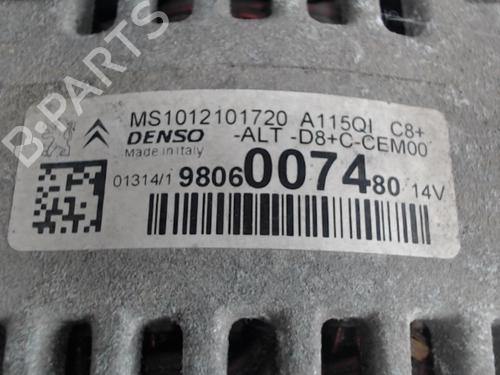 B-PARTS
MS1012101720 A115QI C8+
DENSO -ALT -D8+C-CEM00
Made in Italy
01314/1 9806007480 14V